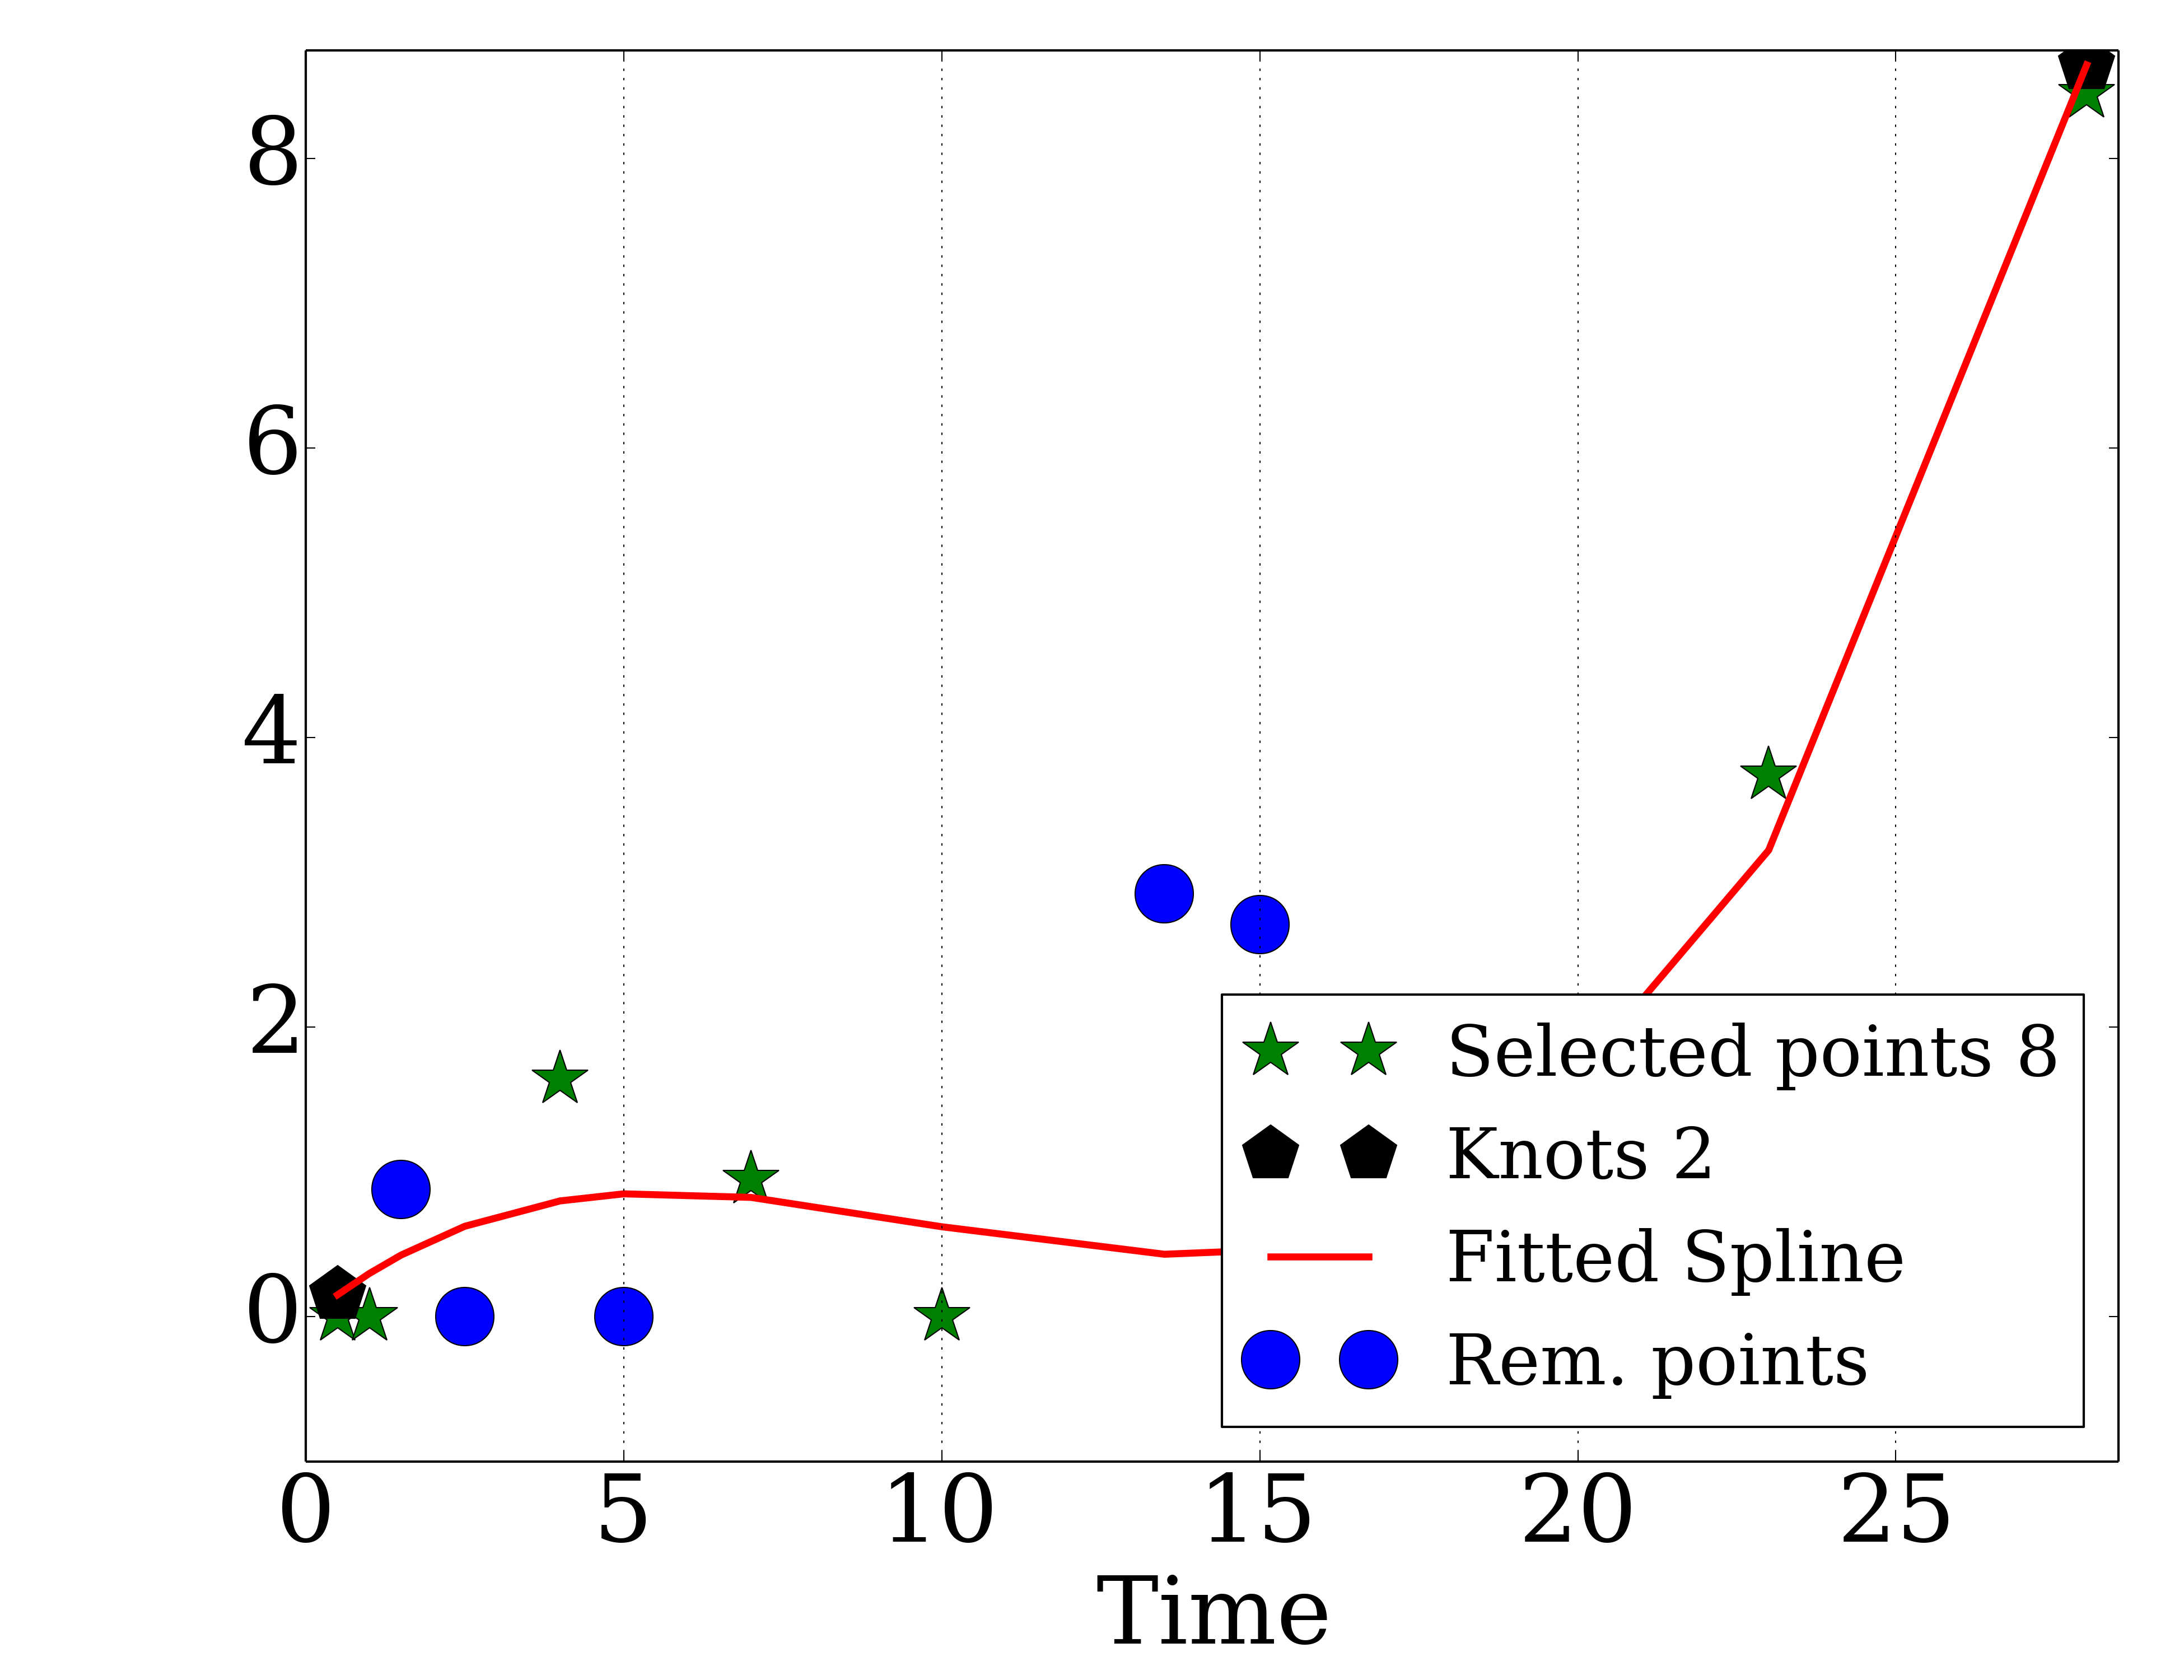 8
6
4
2
0
Selected points 8
Knots 2
Fitted Spline
Rem. points
0 5 10 15 20 25
Time